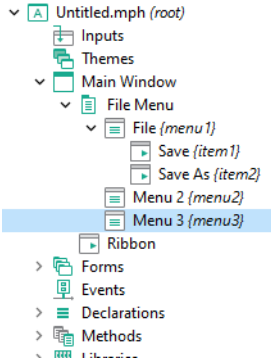 Untitled.mph (root)
Inputs
Themes
Main Window
File Menu
File {menu1}
Save {item1}
Save As {item2}
Menu 2 {menu2}
Menu 3 {menu3}
Ribbon
Forms
Events
Declarations
Methods
Libraries